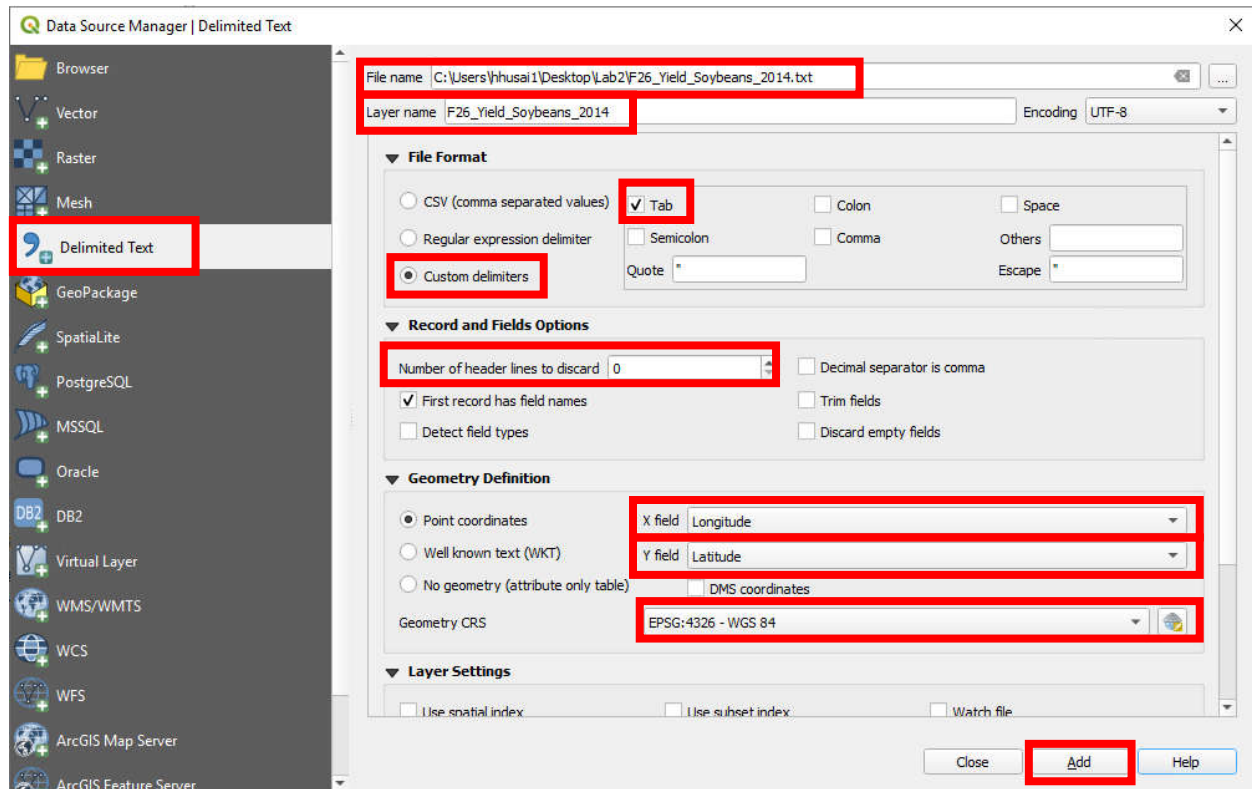 Data Source Manager | Delimited Text
Browser
Vector
Raster
Mesh
Delimited Text
GeoPackage
SpatiaLite
PostgreSQL
MSSQL
Oracle
DB2
DB2
Virtual Layer
WMS/WMTS
WCS
WFS
ArcGIS Map Server
ArcGIS Feature Server
File name C:\Users\hhusai1\Desktop\Lab2\F26_Yield_Soybeans_2014.txt ...
Layer name F26_Yield_Soybeans_2014 Encoding UTF-8
File Format
CSV (comma separated values) Tab Colon Space
Regular expression delimiter Semicolon Comma Others
Custom delimiters Quote " Escape "
Record and Fields Options
Number of header lines to discard 0 Decimal separator is comma
First record has field names Trim fields
Detect field types Discard empty fields
Geometry Definition
Point coordinates X field Longitude
Well known text (WKT) Y field Latitude
No geometry (attribute only table) DMS coordinates
Geometry CRS EPSG:4326 - WGS 84
Layer Settings
Use spatial index Use subset index Watch file
Close Add Help